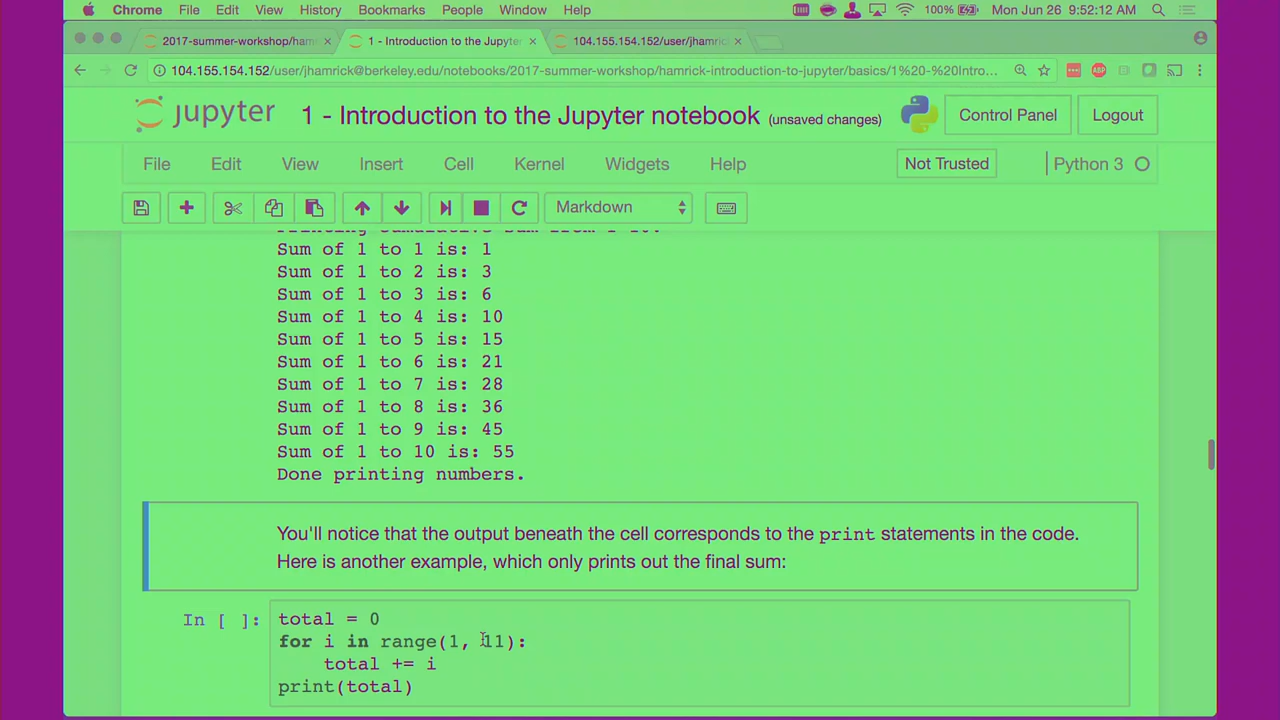 Chrome File Edit View History Bookmarks People Window Help 100% Mon Jun 26 9:52:12 AM
2017-summer-workshop/ham × 1 - Introduction to the Jupyter × 104.155.154.152/user/jhamric ×
104.155.154.152/user/jhamrick@berkeley.edu/notebooks/2017-summer-workshop/hamrick-introduction-to-jupyter/basics/1%20-%20Intro... ABP
jupyter 1 - Introduction to the Jupyter notebook (unsaved changes) Control Panel Logout
File Edit View Insert Cell Kernel Widgets Help Not Trusted Python 3
Markdown
Sum of 1 to 1 is: 1
Sum of 1 to 2 is: 3
Sum of 1 to 3 is: 6
Sum of 1 to 4 is: 10
Sum of 1 to 5 is: 15
Sum of 1 to 6 is: 21
Sum of 1 to 7 is: 28
Sum of 1 to 8 is: 36
Sum of 1 to 9 is: 45
Sum of 1 to 10 is: 55
Done printing numbers.
You'll notice that the output beneath the cell corresponds to the print statements in the code.
Here is another example, which only prints out the final sum:
In [ ]: total = 0
for i in range(1, 11):
total += i
print(total)